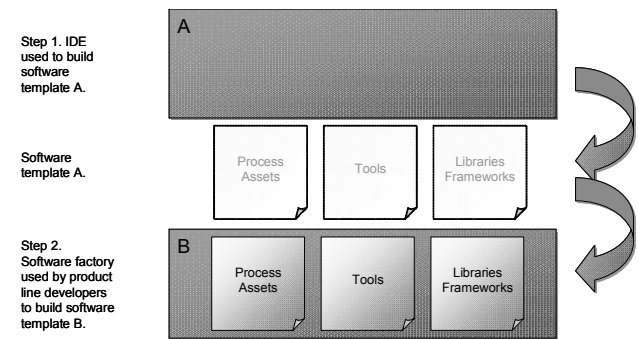 A
Step 1. IDE
used to build
software
template A.
Software
template A.
Process
Assets
Tools
Libraries
Frameworks
Step 2.
Software factory
used by product
line developers
to build software
template B.
B
Process
Assets
Tools
Libraries
Frameworks